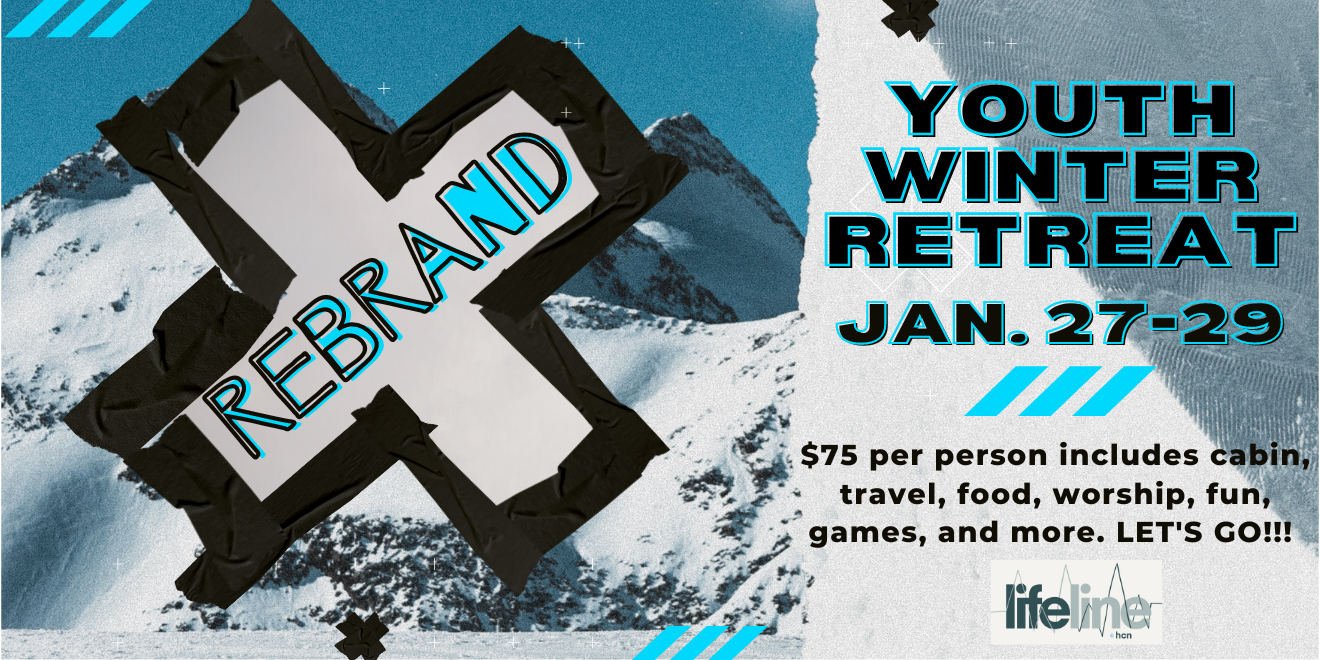 REBRAND
YOUTH
WINTER
RETREAT
JAN. 27-29
$75 per person includes cabin,
travel, food, worship, fun,
games, and more. LET'S GO!!!
lifeline
hcn